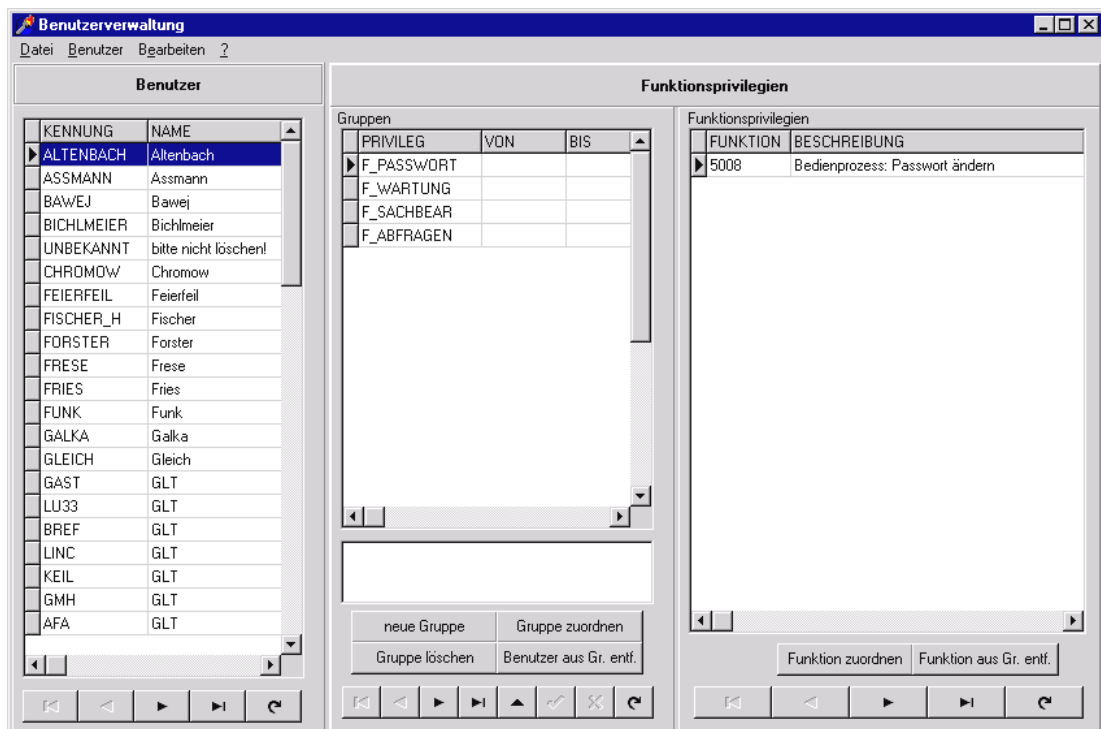 Benutzerverwaltung
Datei Benutzer Bearbeiten ?
Benutzer
KENNUNG NAME
ALTENBACH Altenbach
ASSMANN Assmann
BAWEJ Bawej
BICHLMEIER Bichlmeier
UNBEKANNT bitte nicht löschen!
CHROMOW Chromow
FEIERFEIL Feierfeil
FISCHER_H Fischer
FORSTER Forster
FRESE Frese
FRIES Fries
FUNK Funk
GALKA Galka
GLEICH Gleich
GAST GLT
LU33 GLT
BREF GLT
LINC GLT
KEIL GLT
GMH GLT
AFA GLT
Funktionsprivilegien
Gruppen
PRIVILEG VON BIS
F_PASSWORT
F_WARTUNG
F_SACHBEAR
F_ABFRAGEN
neue Gruppe Gruppe zuordnen
Gruppe löschen Benutzer aus Gr. entf.
Funktionsprivilegien
FUNKTION BESCHREIBUNG
5008 Bedienprozess: Passwort ändern
Funktion zuordnen Funktion aus Gr. entf.